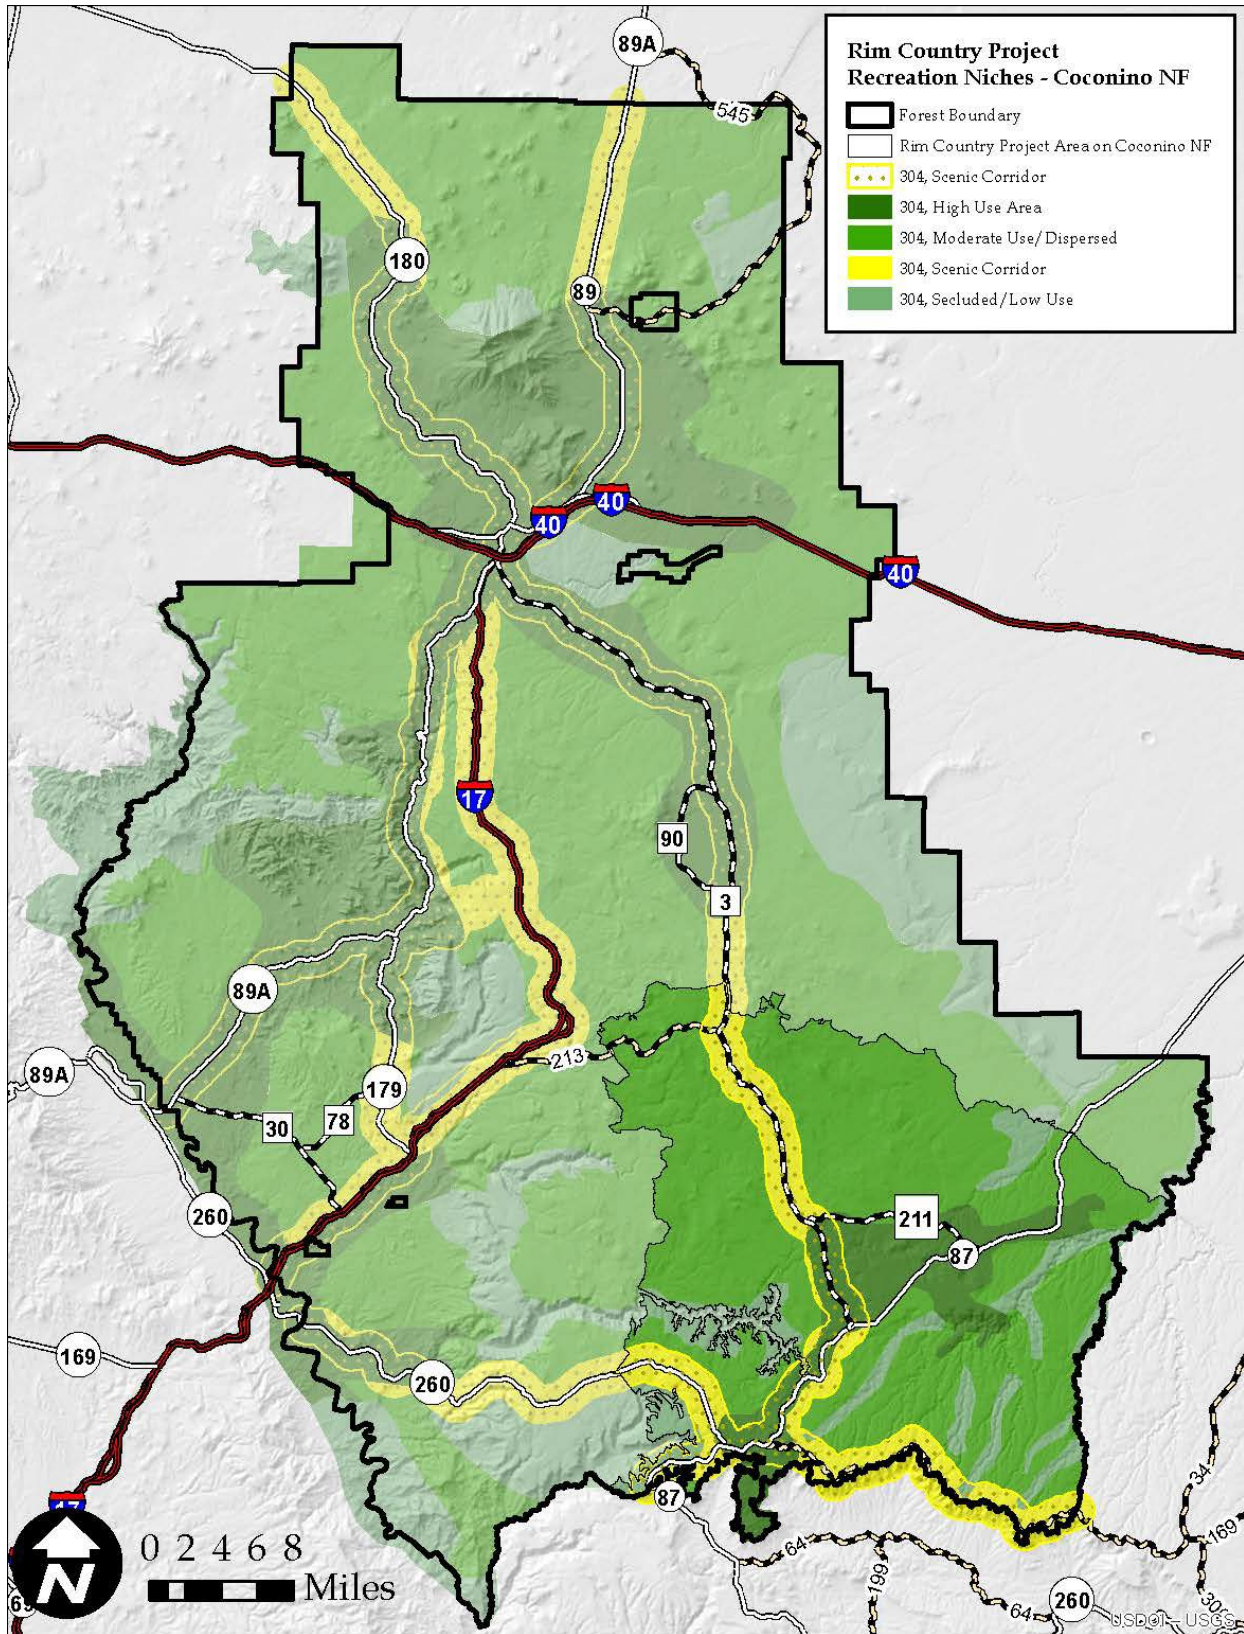 89A
545
Rim Country Project
Recreation Niches - Coconino NF
Forest Boundary
Rim Country Project Area on Coconino NF
304, Scenic Corridor
304, High Use Area
304, Moderate Use/Dispersed
304, Scenic Corridor
304, Secluded/Low Use
180
89
40
40
40
17
90
3
89A
213
89A
179
78
30
260
211
87
169
260
17
87
34
64
169
199
64
260
N
0 2 4 6 8
Miles
USDOI - USGS